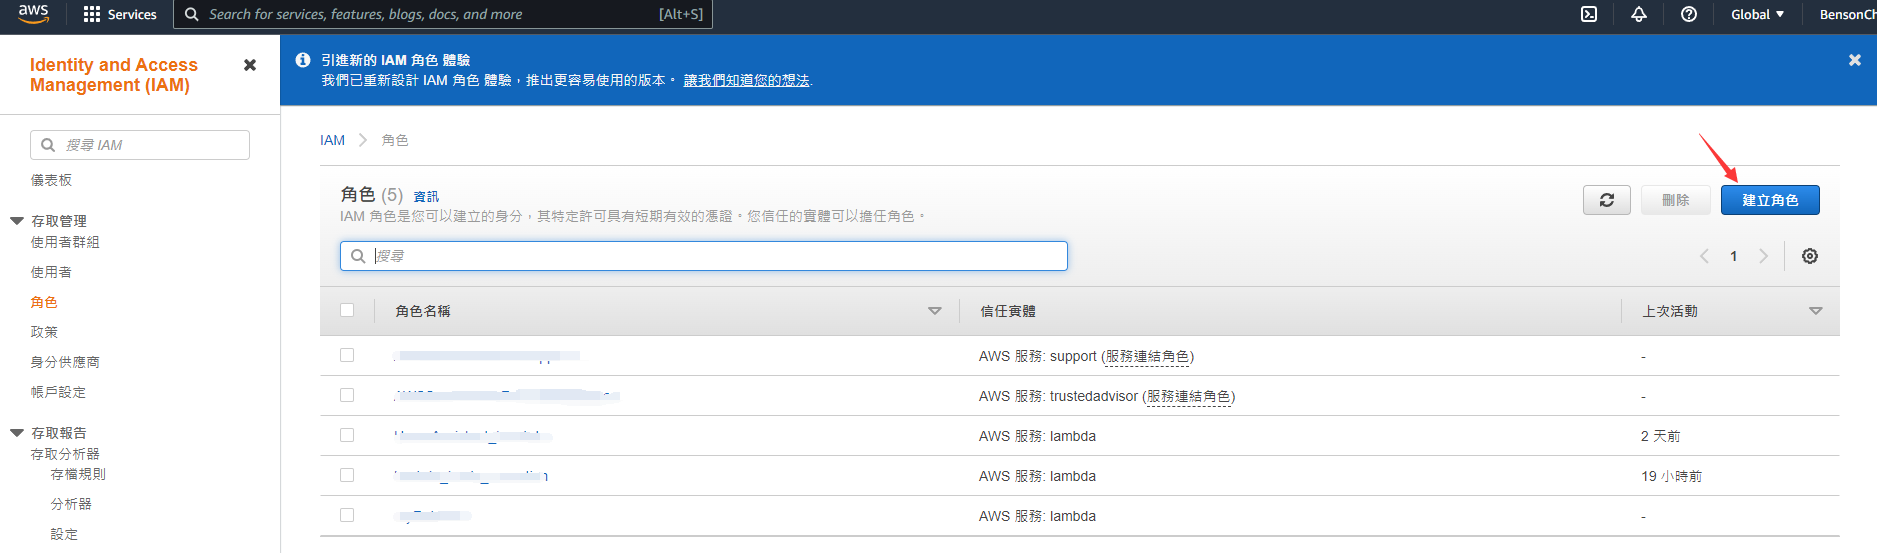 aws
Services
Search for services, features, blogs, docs, and more
[Alt+S]
Global
BensonCh
Identity and Access
Management (IAM)
搜尋 IAM
儀表板
存取管理
使用者群組
使用者
角色
政策
身分供應商
帳戶設定
存取報告
存取分析器
存檔規則
分析器
設定
引進新的 IAM 角色 體驗
我們已重新設計 IAM 角色 體驗，推出更容易使用的版本。 讓我們知道您的想法.
IAM
角色
角色 (5) 資訊
IAM 角色是您可以建立的身分，其特定許可具有短期有效的憑證。您信任的實體可以擔任角色。
刪除
建立角色
搜尋
1
角色名稱 信任實體 上次活動
AWS 服務: support (服務連結角色) -
AWS 服務: trustedadvisor (服務連結角色) -
AWS 服務: lambda 2 天前
AWS 服務: lambda 19 小時前
AWS 服務: lambda -